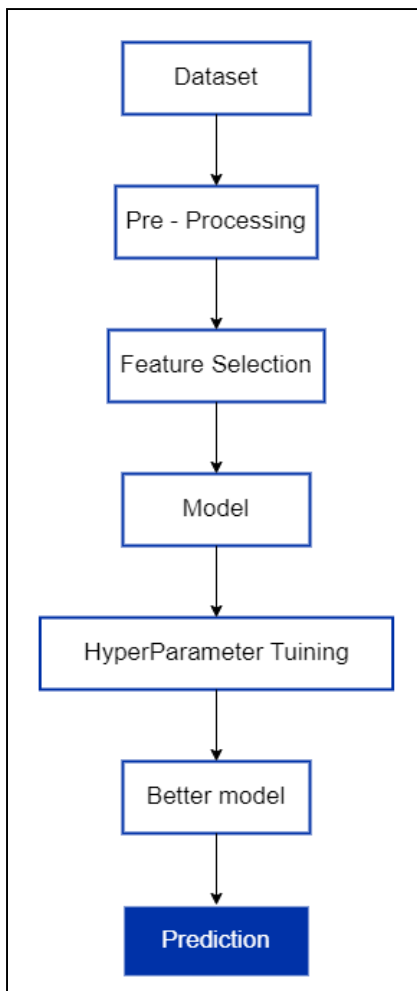 Dataset
Pre - Processing
Feature Selection
Model
HyperParameter Tuining
Better model
Prediction